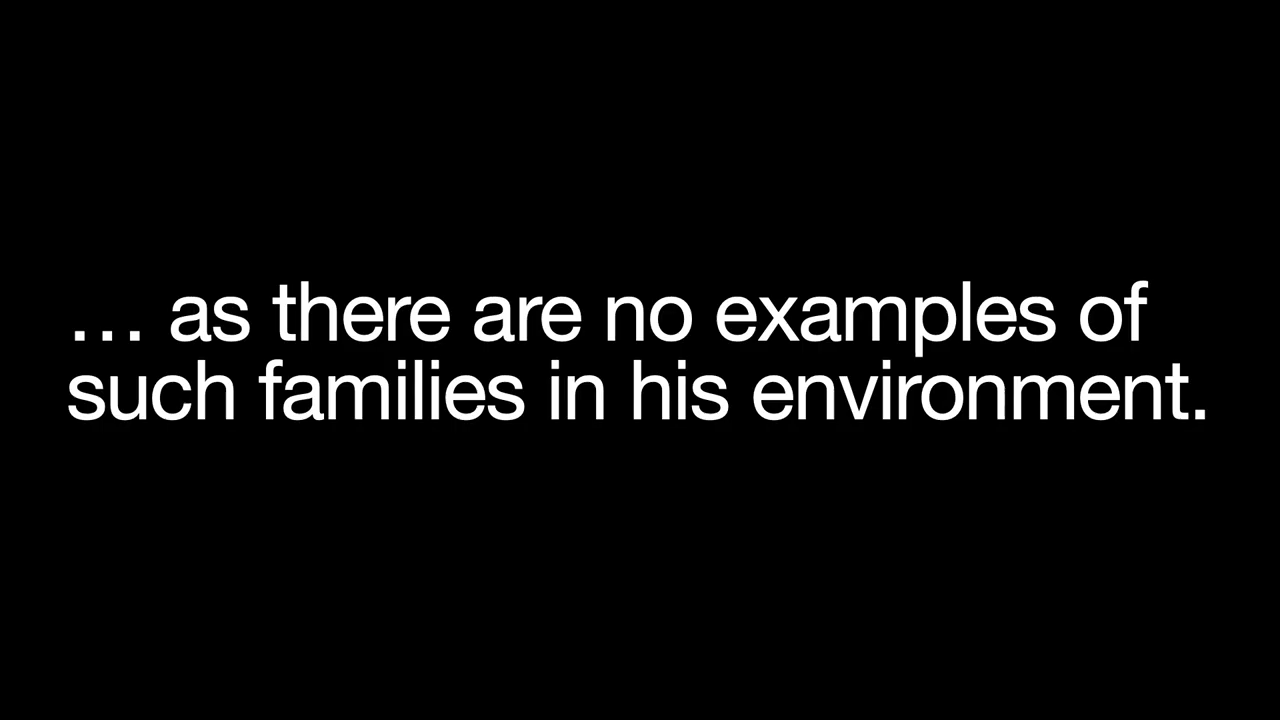 … as there are no examples of
such families in his environment.